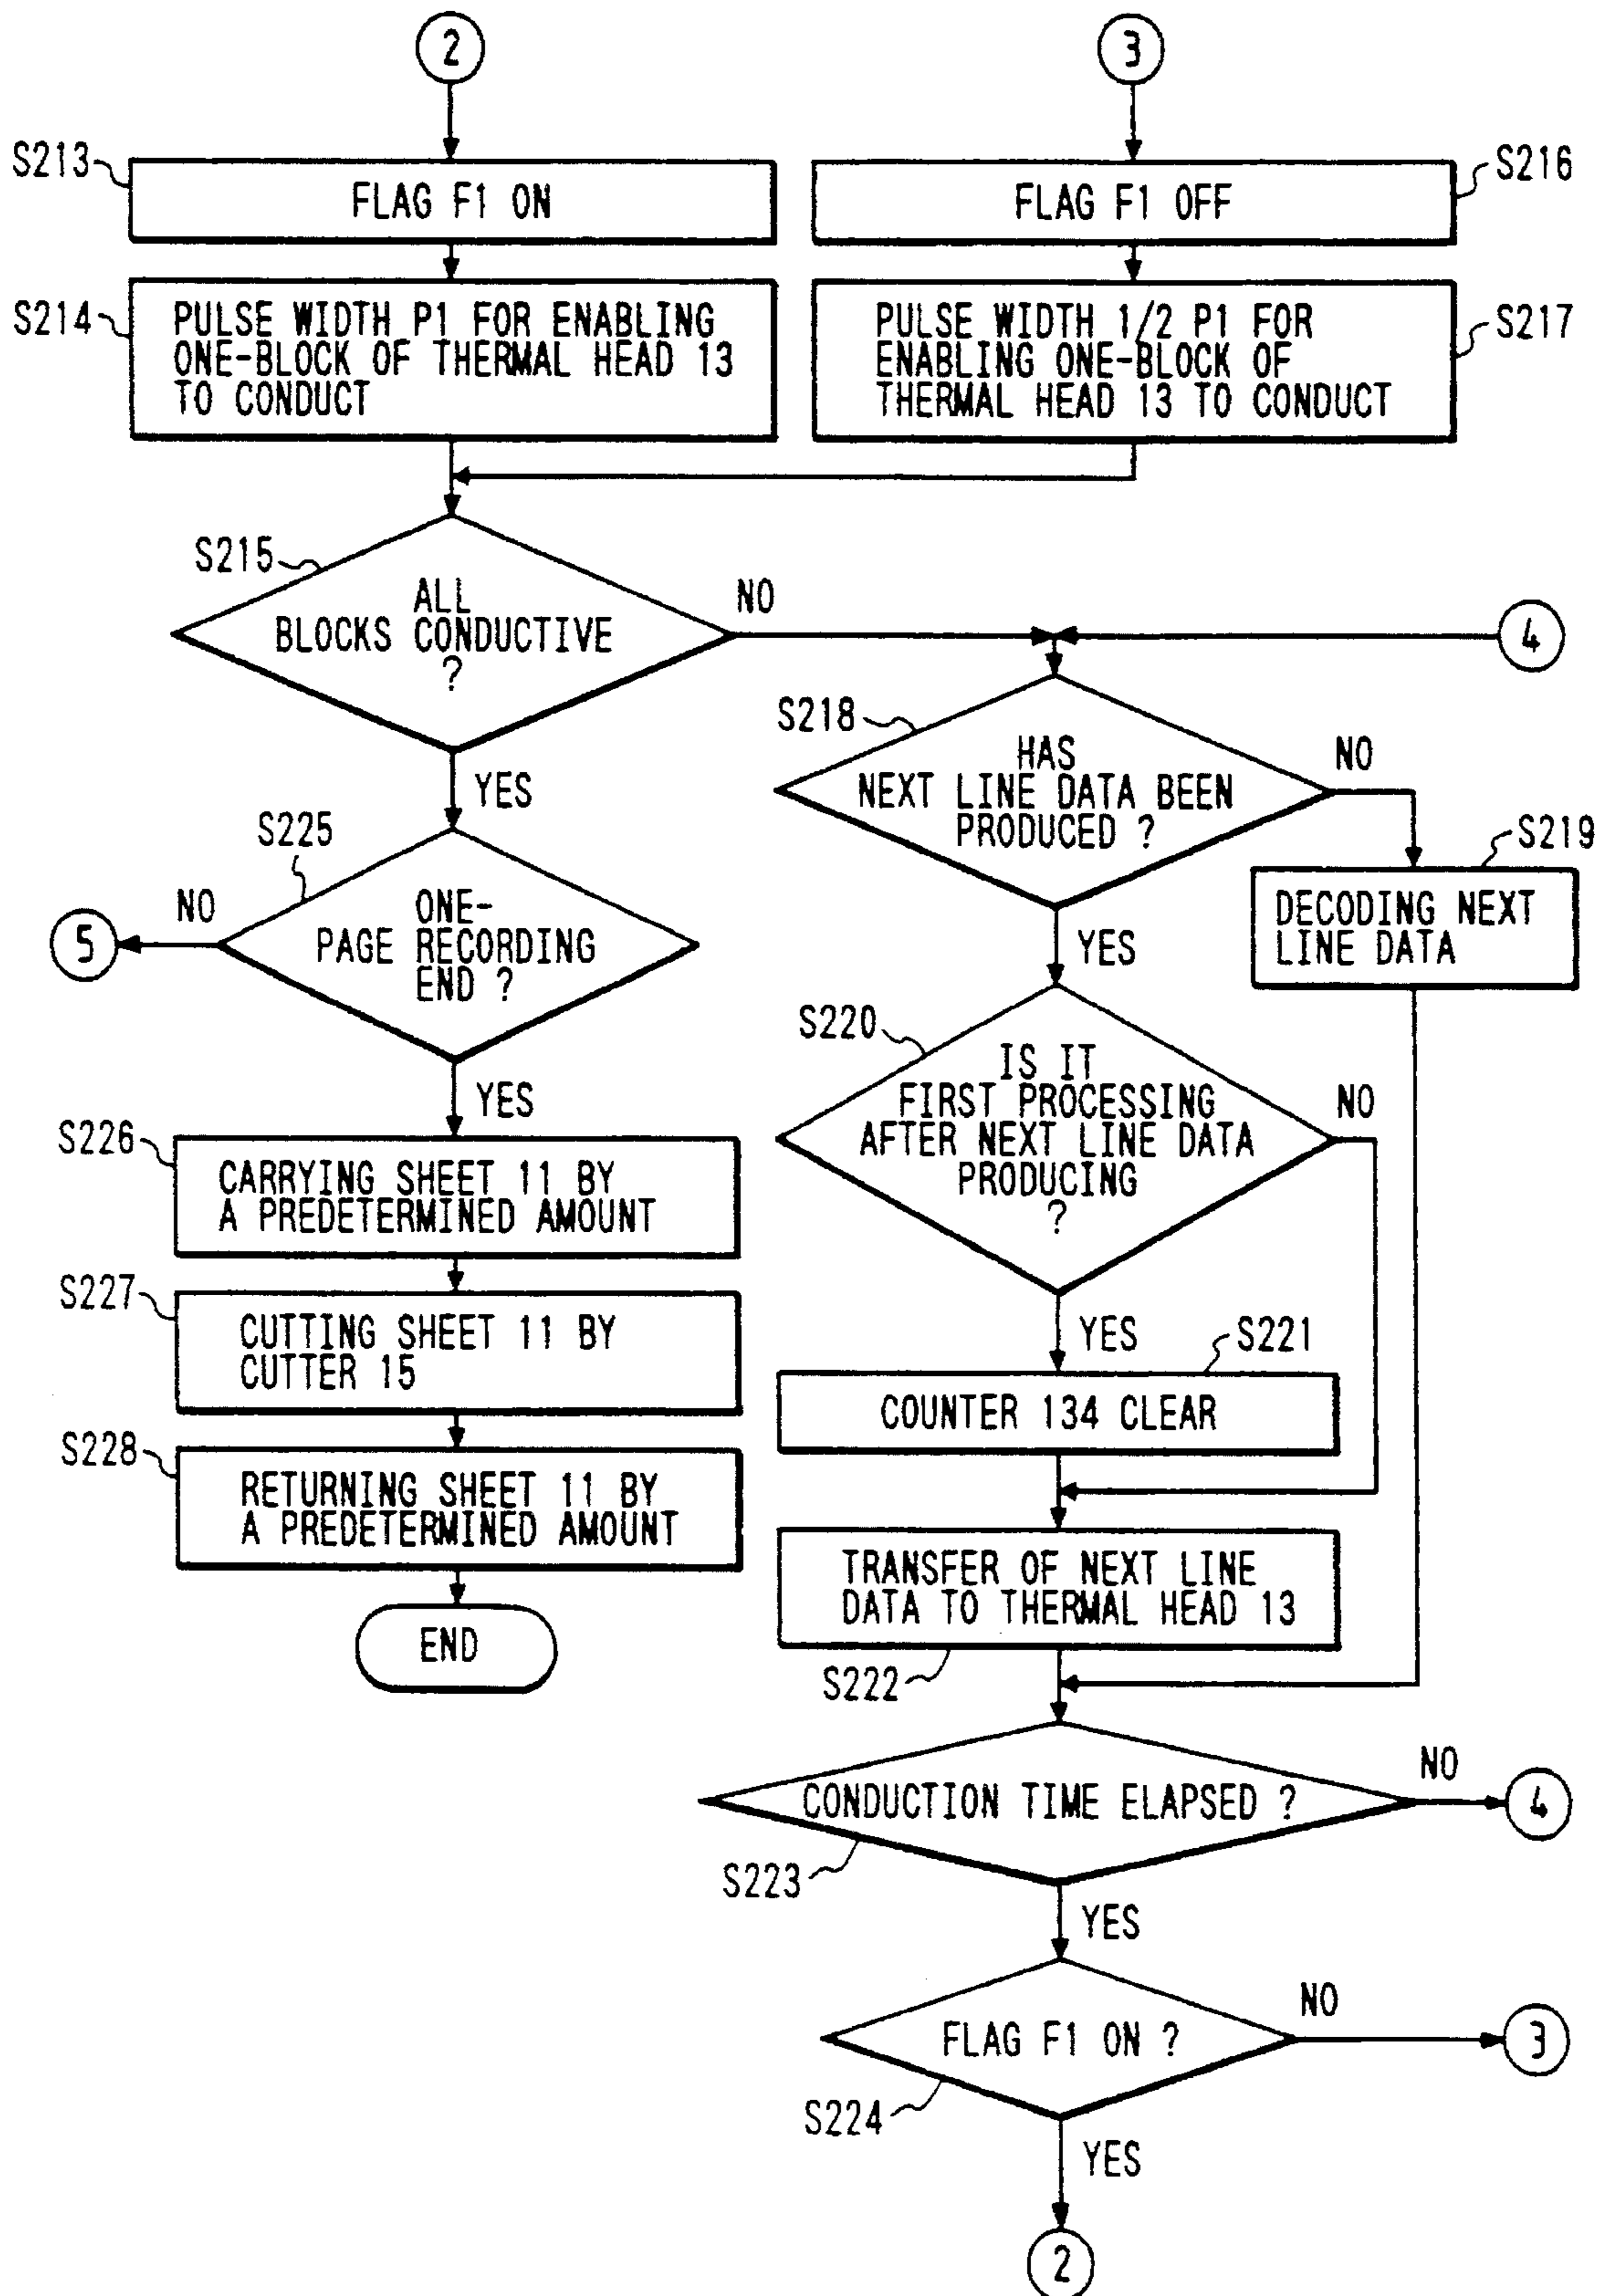 2
3
S213
FLAG F1 ON
S216
FLAG F1 OFF
S214
PULSE WIDTH P1 FOR ENABLING
ONE-BLOCK OF THERMAL HEAD 13
TO CONDUCT
S217
PULSE WIDTH 1/2 P1 FOR
ENABLING ONE-BLOCK OF
THERMAL HEAD 13 TO CONDUCT
S215
ALL
BLOCKS CONDUCTIVE
?
NO
4
YES
S218
HAS
NEXT LINE DATA BEEN
PRODUCED ?
NO
S219
DECODING NEXT
LINE DATA
YES
S225
ONE-
PAGE RECORDING
END ?
NO
5
YES
S220
IS IT
FIRST PROCESSING
AFTER NEXT LINE DATA
PRODUCING
?
NO
YES
S226
CARRYING SHEET 11 BY
A PREDETERMINED AMOUNT
S227
CUTTING SHEET 11 BY
CUTTER 15
S221
COUNTER 134 CLEAR
S228
RETURNING SHEET 11 BY
A PREDETERMINED AMOUNT
END
TRANSFER OF NEXT LINE
DATA TO THERMAL HEAD 13
S222
CONDUCTION TIME ELAPSED ?
NO
4
S223
YES
FLAG F1 ON ?
NO
3
S224
YES
2